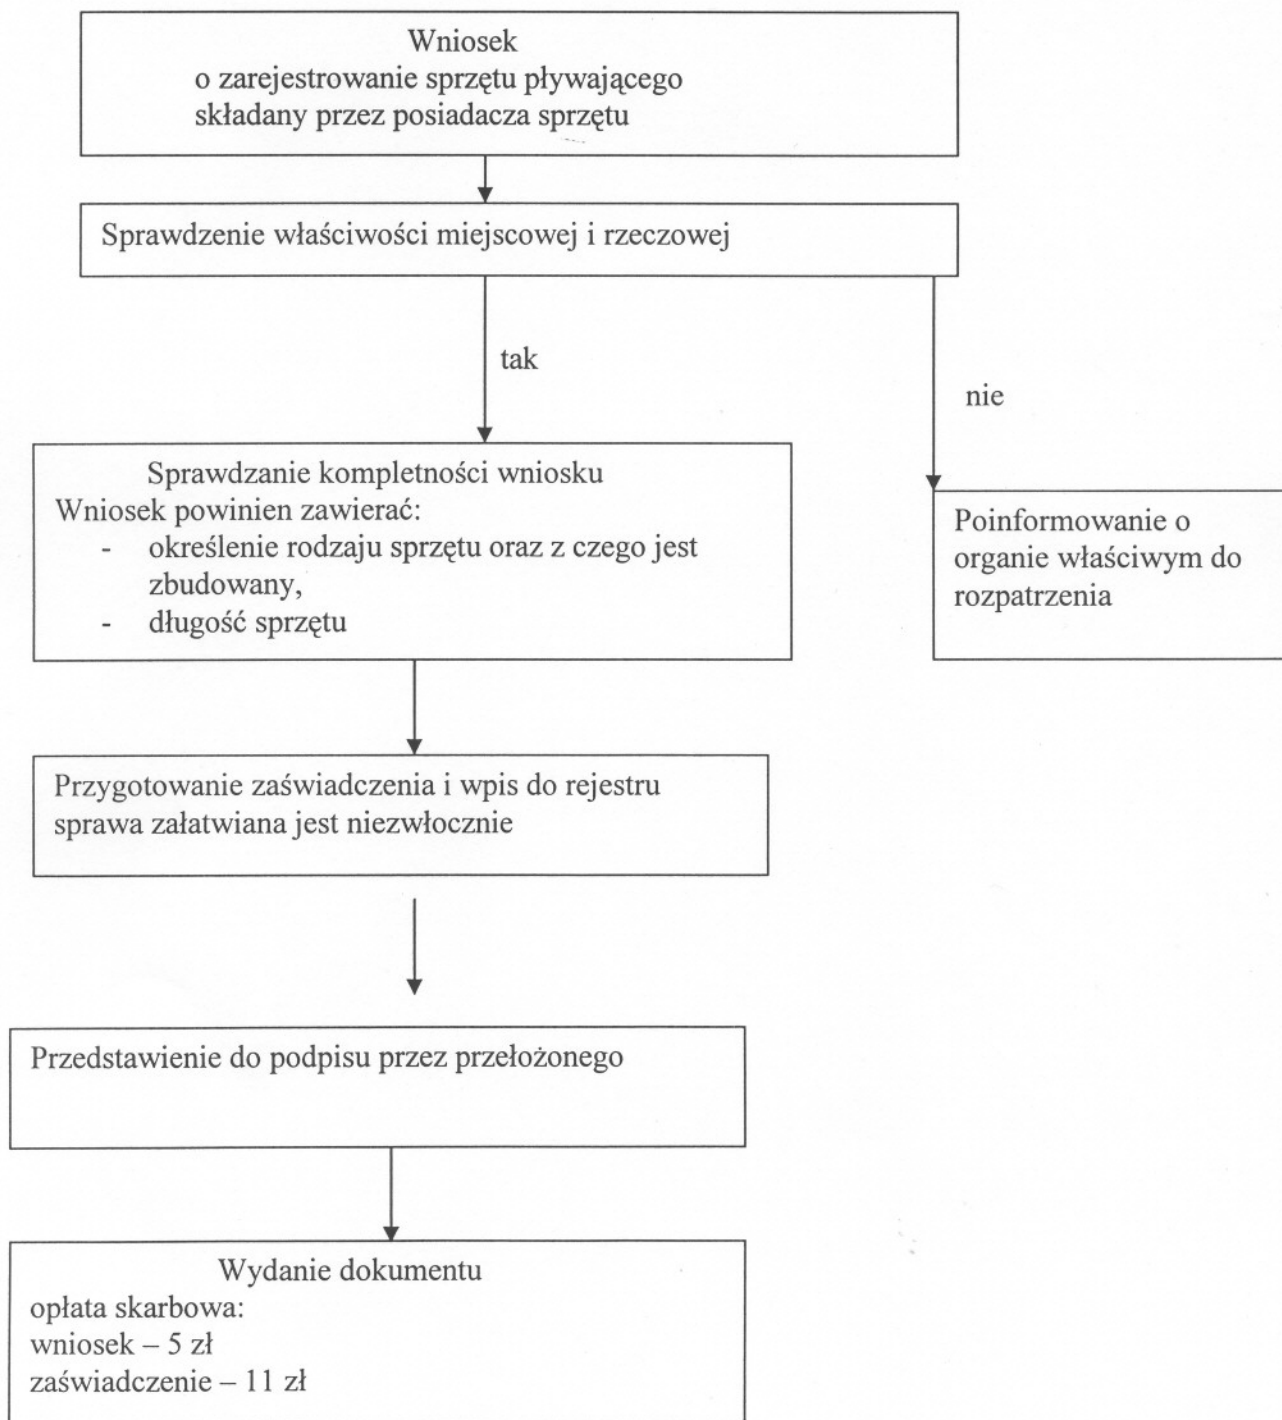 Wniosek
o zarejestrowanie sprzętu pływającego
składany przez posiadacza sprzętu
Sprawdzenie właściwości miejscowej i rzeczowej
tak
nie
Sprawdzanie kompletności wniosku
Wniosek powinien zawierać:
- określenie rodzaju sprzętu oraz z czego jest
zbudowany,
- długość sprzętu
Poinformowanie o
organie właściwym do
rozpatrzenia
Przygotowanie zaświadczenia i wpis do rejestru
sprawa załatwiana jest niezwłocznie
Przedstawienie do podpisu przez przełożonego
Wydanie dokumentu
opłata skarbowa:
wniosek – 5 zł
zaświadczenie – 11 zł